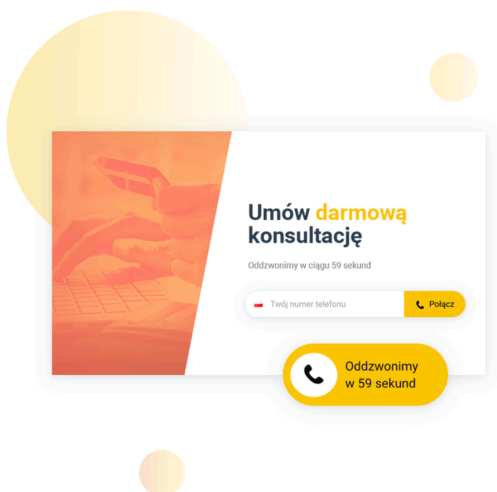 Umów darmową
konsultację
Oddzwonimy w ciągu 59 sekund
Twój numer telefonu
Połącz
Oddzwonimy
w 59 sekund